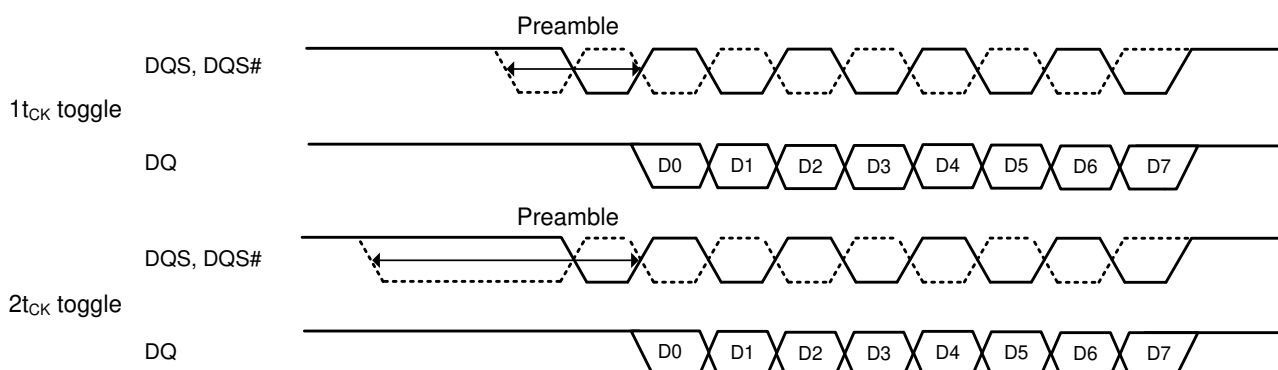 Preamble
DQS, DQS#
1tCK toggle
DQ
D0 D1 D2 D3 D4 D5 D6 D7
Preamble
DQS, DQS#
2tCK toggle
DQ
D0 D1 D2 D3 D4 D5 D6 D7